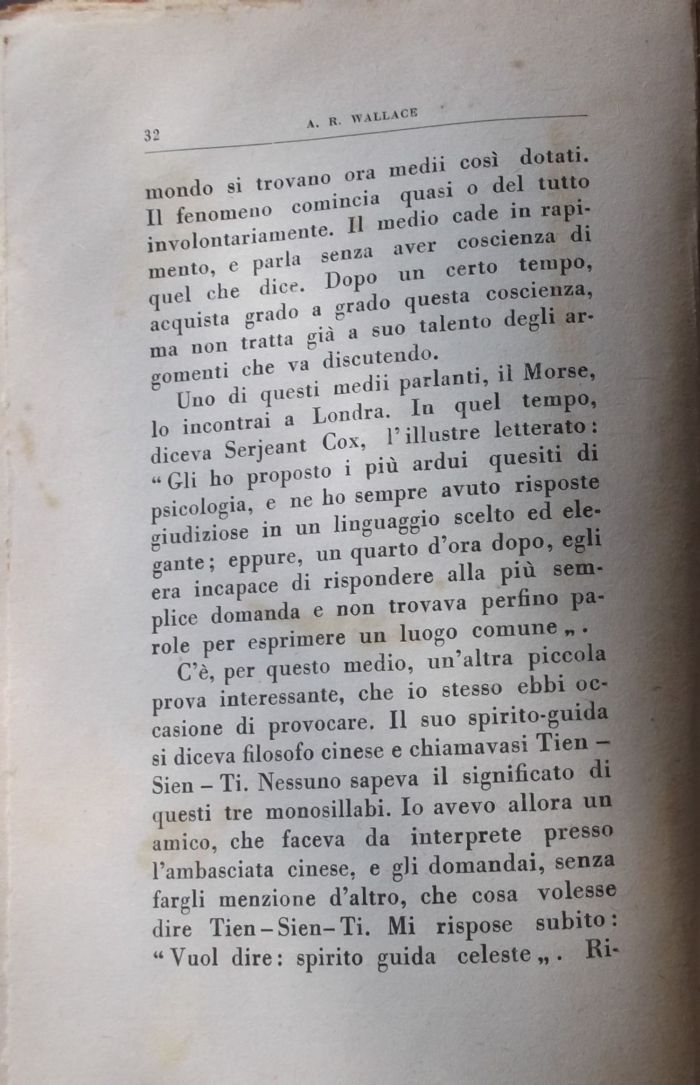 32
A. R. WALLACE
mondo si trovano ora medii così dotati.
Il fenomeno comincia quasi o del tutto
involontariamente. Il medio cade in rapi-
mento, e parla senza aver coscienza di
quel che dice. Dopo un certo tempo,
acquista grado a grado questa coscienza,
ma non tratta già a suo talento degli ar-
gomenti che va discutendo.
Uno di questi medii parlanti, il Morse,
lo incontrai a Londra. In quel tempo,
diceva Serjeant Cox, l'illustre letterato:
“Gli ho proposto i più ardui quesiti di
psicologia, e ne ho sempre avuto risposte
giudiziose in un linguaggio scelto ed ele-
gante; eppure, un quarto d'ora dopo, egli
era incapace di rispondere alla più sem-
plice domanda e non trovava perfino pa-
role per esprimere un luogo comune„.
C'è, per questo medio, un'altra piccola
prova interessante, che io stesso ebbi oc-
casione di provocare. Il suo spirito-guida
si diceva filosofo cinese e chiamavasi Tien –
Sien – Ti. Nessuno sapeva il significato di
questi tre monosillabi. Io avevo allora un
amico, che faceva da interprete presso
l'ambasciata cinese, e gli domandai, senza
fargli menzione d'altro, che cosa volesse
dire Tien – Sien – Ti. Mi rispose subito:
“Vuol dire: spirito guida celeste„. Ri-